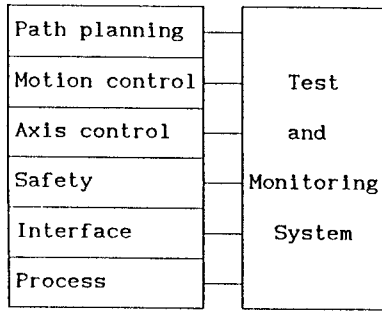 Path planning
Motion control
Axis control
Safety
Interface
Process
Test
and
Monitoring
System